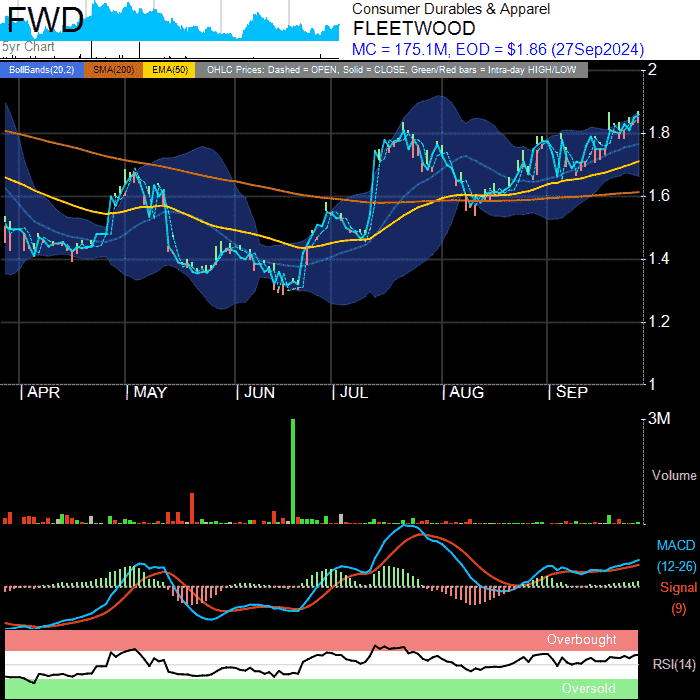 FWD
5yr Chart
Consumer Durables & Apparel
FLEETWOOD
MC = 175.1M, EOD = $1.86 (27Sep2024)
BollBands(20,2) SMA(200) EMA(50) OHLC Prices: Dashed = OPEN, Solid = CLOSE, Green/Red bars = Intra-day HIGH/LOW
2
1.8
1.6
1.4
1.2
1
APR MAY JUN JUL AUG SEP
3M
Volume
MACD
(12-26)
Signal
(9)
Overbought
RSI(14)
Oversold